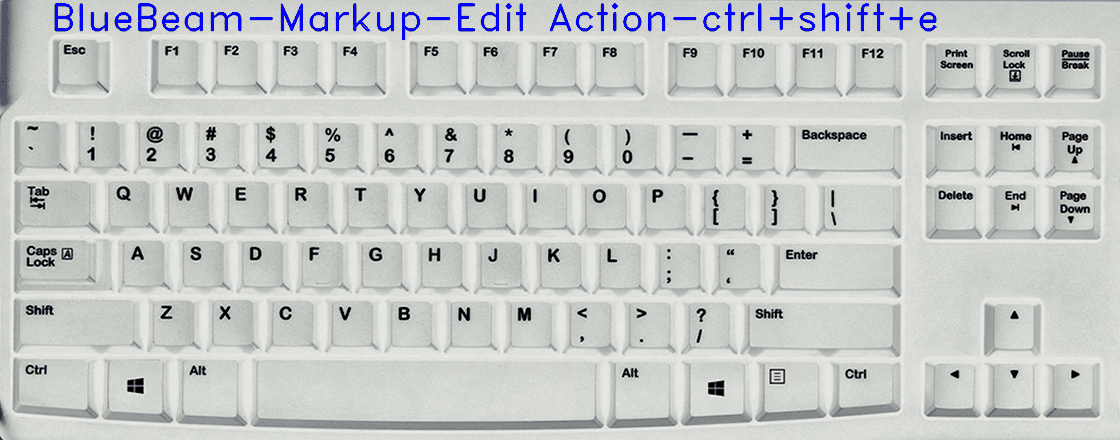 BlueBeam-Markup-Edit Action-ctrl+shift+e
Esc F1 F2 F3 F4 F5 F6 F7 F8 F9 F10 F11 F12 Print Screen Scroll Lock Pause Break
~ ! @ # $ % ^ & * ( ) — + Backspace Insert Home Page Up
` 1 2 3 4 5 6 7 8 9 0 - =
Tab Q W E R T Y U I O P { } | Delete End Page Down
[ ] \
Caps Lock A A S D F G H J K L : “ Enter
; ‘
Shift Z X C V B N M < > ? Shift
, . /
Ctrl Alt Alt Ctrl